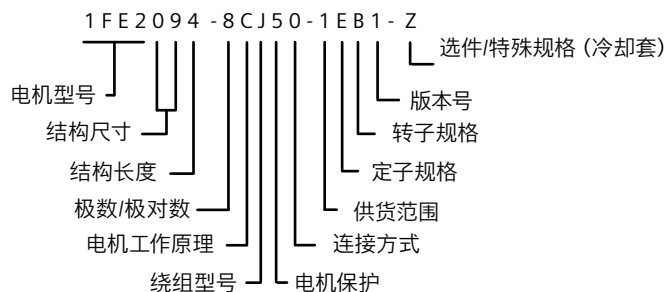 1FE2094-8CJ50-1EB1-Z
选件/特殊规格 (冷却套)
电机型号
版本号
结构尺寸
转子规格
结构长度
定子规格
极数/极对数
供货范围
电机工作原理
连接方式
绕组型号
电机保护